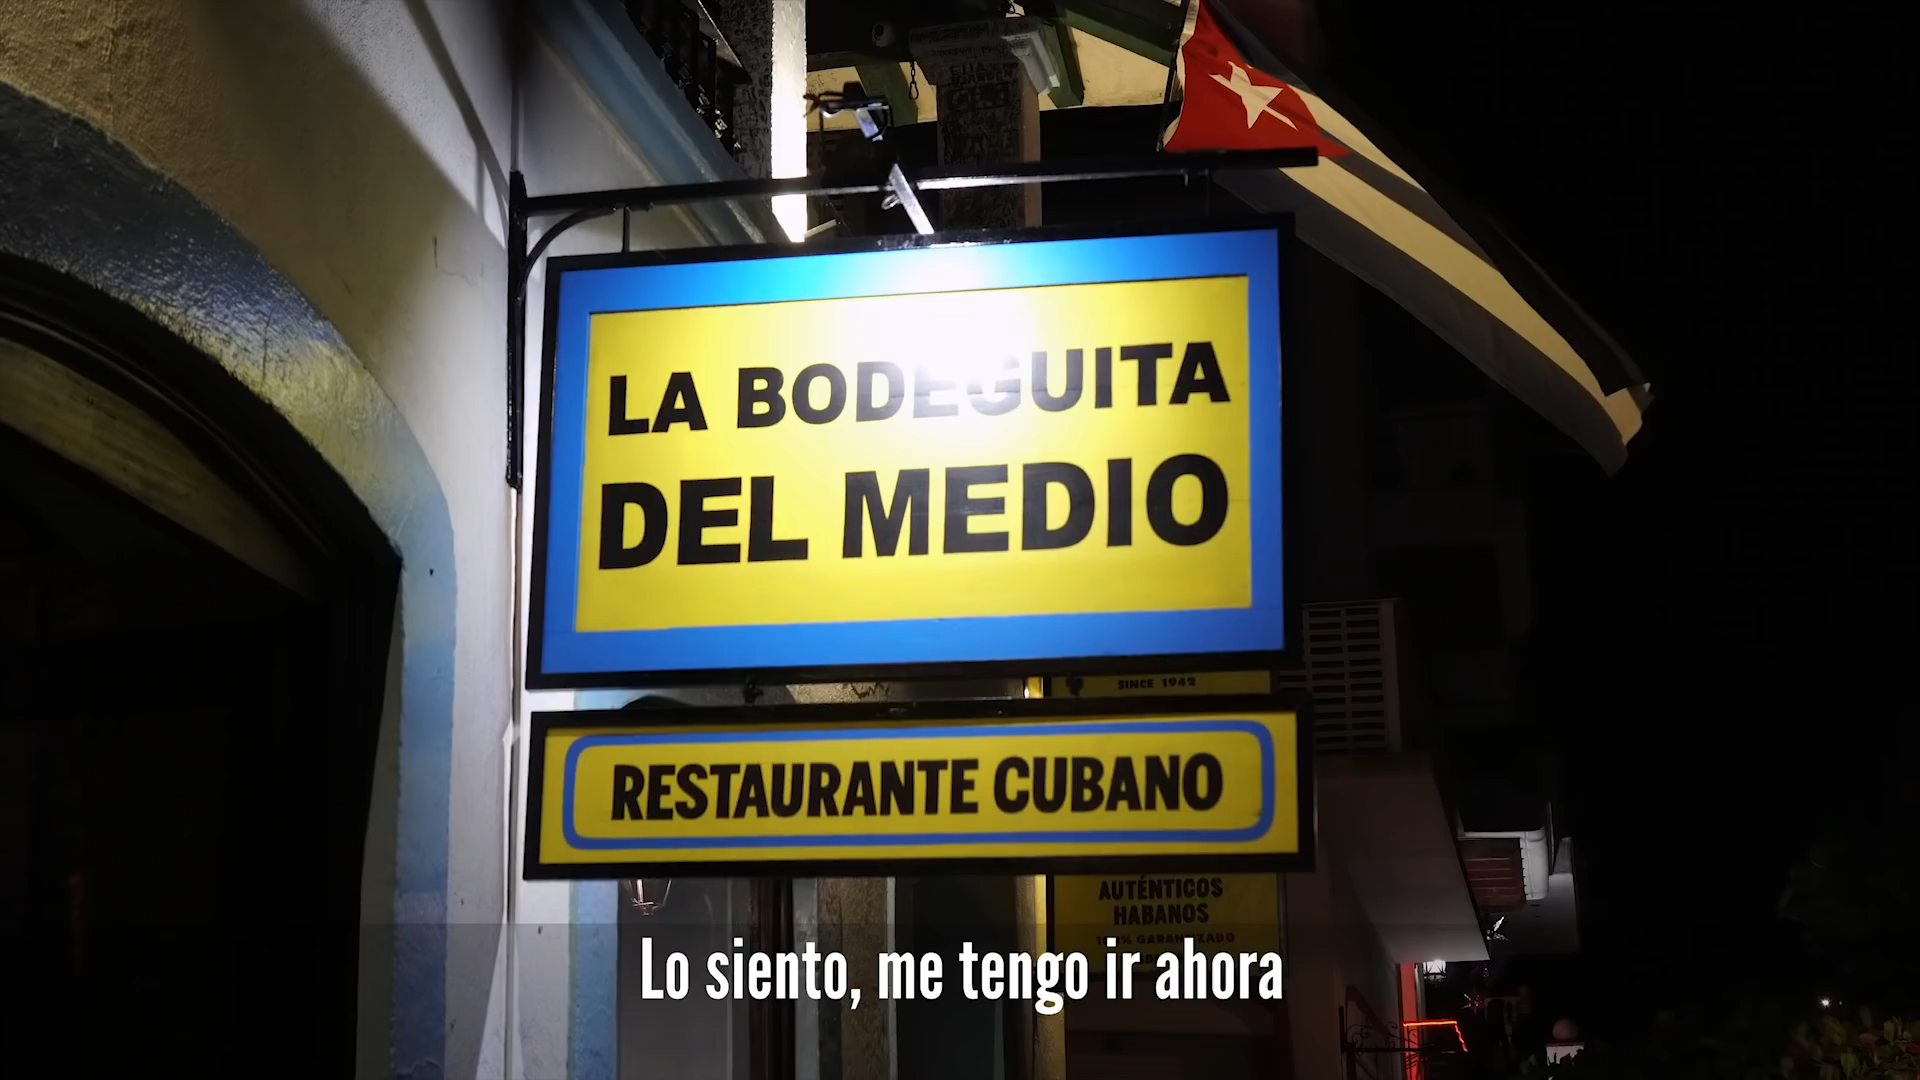 LA BODEGUITA
DEL MEDIO
SINCE 1942
RESTAURANTE CUBANO
AUTÉNTICOS
HABANOS
Lo siento, me tengo ir ahora